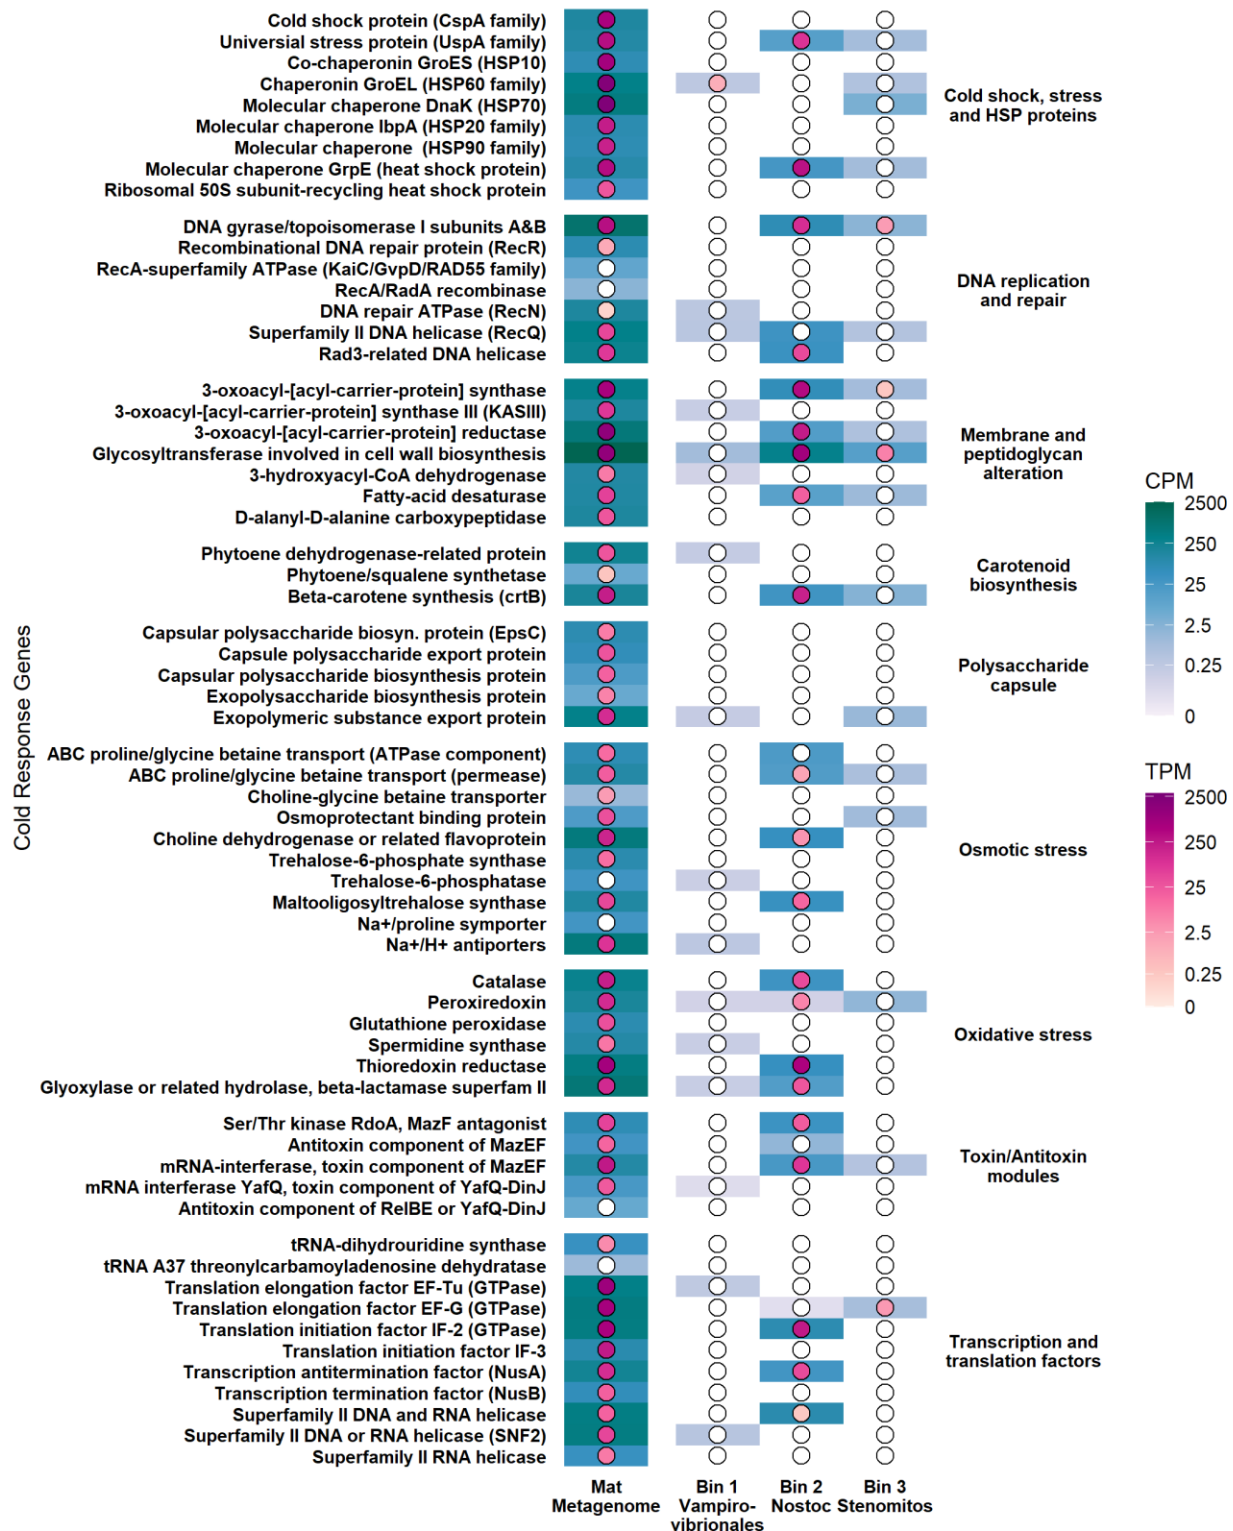 Cold Response Genes
Cold shock protein (CspA family)
Universial stress protein (UspA family)
Co-chaperonin GroES (HSP10)
Chaperonin GroEL (HSP60 family)
Molecular chaperone DnaK (HSP70)
Molecular chaperone IbpA (HSP20 family)
Molecular chaperone (HSP90 family)
Molecular chaperone GrpE (heat shock protein)
Ribosomal 50S subunit-recycling heat shock protein
Cold shock, stress
and HSP proteins
DNA gyrase/topoisomerase I subunits A&B
Recombinational DNA repair protein (RecR)
RecA-superfamily ATPase (KaiC/GvpD/RAD55 family)
RecA/RadA recombinase
DNA repair ATPase (RecN)
Superfamily II DNA helicase (RecQ)
Rad3-related DNA helicase
DNA replication
and repair
3-oxoacyl-[acyl-carrier-protein] synthase
3-oxoacyl-[acyl-carrier-protein] synthase III (KASIII)
3-oxoacyl-[acyl-carrier-protein] reductase
Glycosyltransferase involved in cell wall biosynthesis
3-hydroxyacyl-CoA dehydrogenase
Fatty-acid desaturase
D-alanyl-D-alanine carboxypeptidase
Membrane and
peptidoglycan
alteration
Phytoene dehydrogenase-related protein
Phytoene/squalene synthetase
Beta-carotene synthesis (crtB)
Carotenoid
biosynthesis
Capsular polysaccharide biosyn. protein (EpsC)
Capsule polysaccharide export protein
Capsular polysaccharide biosynthesis protein
Exopolysaccharide biosynthesis protein
Exopolymeric substance export protein
Polysaccharide
capsule
ABC proline/glycine betaine transport (ATPase component)
ABC proline/glycine betaine transport (permease)
Choline-glycine betaine transporter
Osmoprotectant binding protein
Choline dehydrogenase or related flavoprotein
Trehalose-6-phosphate synthase
Trehalose-6-phosphatase
Maltooligosyltrehalose synthase
Na+/proline symporter
Na+/H+ antiporters
Osmotic stress
Catalase
Peroxiredoxin
Glutathione peroxidase
Spermidine synthase
Thioredoxin reductase
Glyoxylase or related hydrolase, beta-lactamase superfam II
Oxidative stress
Ser/Thr kinase RdoA, MazF antagonist
Antitoxin component of MazEF
mRNA-interferase, toxin component of MazEF
mRNA interferase YafQ, toxin component of YafQ-DinJ
Antitoxin component of RelBE or YafQ-DinJ
Toxin/Antitoxin
modules
tRNA-dihydrouridine synthase
tRNA A37 threonylcarbamoyladenosine dehydratase
Translation elongation factor EF-Tu (GTPase)
Translation elongation factor EF-G (GTPase)
Translation initiation factor IF-2 (GTPase)
Translation initiation factor IF-3
Transcription antitermination factor (NusA)
Transcription termination factor (NusB)
Superfamily II DNA and RNA helicase
Superfamily II DNA or RNA helicase (SNF2)
Superfamily II RNA helicase
Transcription and
translation factors
Mat
Metagenome
Bin 1
Vampiro-
vibrionales
Bin 2
Nostoc
Bin 3
Stenomitos
CPM
2500
250
25
2.5
0.25
0
TPM
2500
250
25
2.5
0.25
0